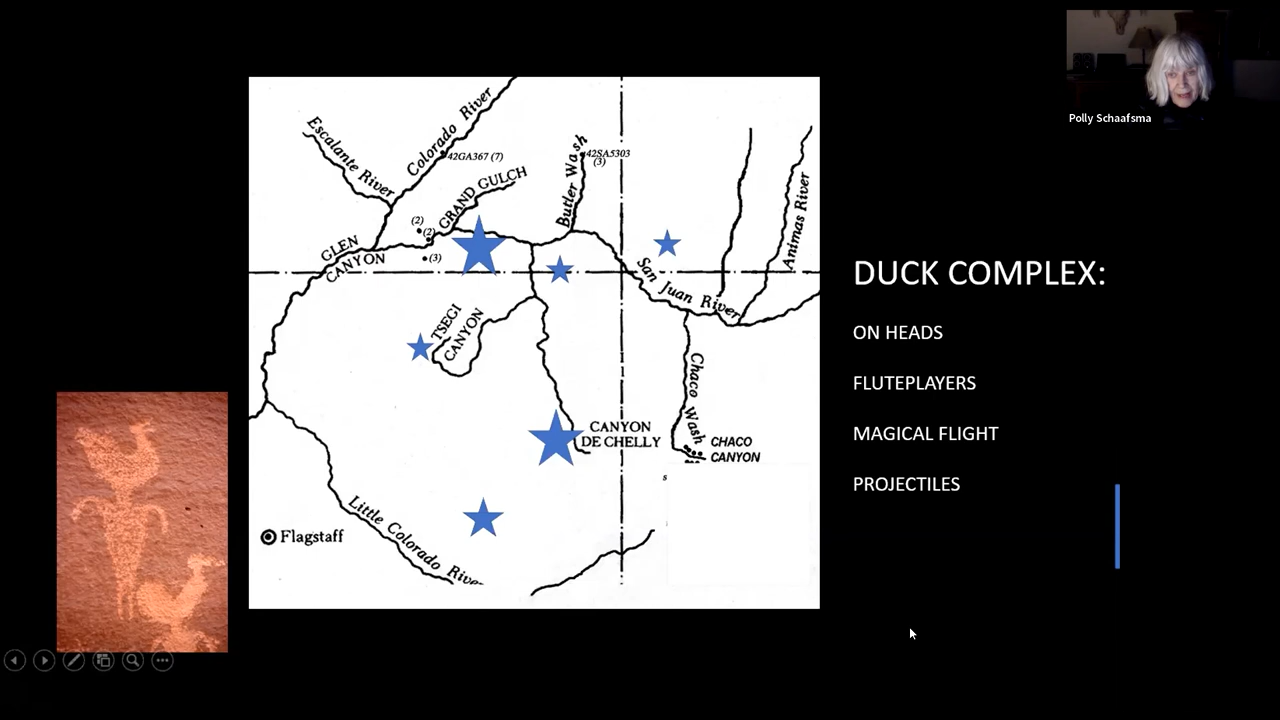 Polly Schaafsma
Escalante River
Colorado River
42GA367 (7)
GRAND GULCH
Butler Wash
42SA5303
(3)
Animas River
(2)
(2)
(3)
GLEN
CANYON
San Juan River
TSEGI
CANYON
Chaco Wash
CANYON
DE CHELLY
CHACO
CANYON
s
Flagstaff
Little Colorado River
DUCK COMPLEX:
ON HEADS
FLUTEPLAYERS
MAGICAL FLIGHT
PROJECTILES